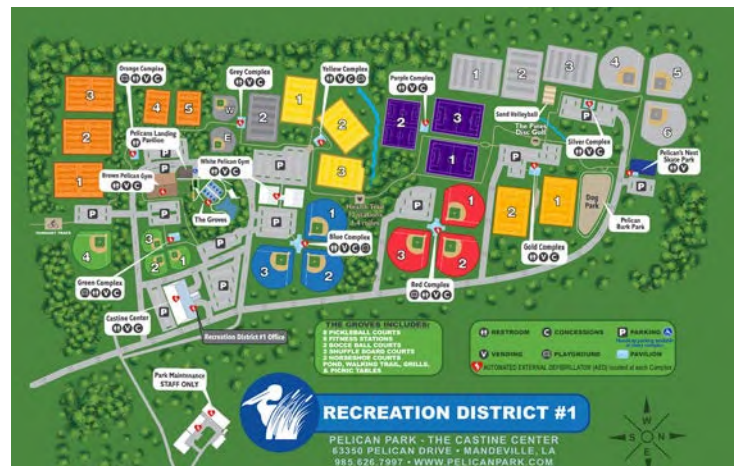 Orange Complex
Pelicans Landing
Pavilion
Brown Pelican Gym
The Groves
Grey Complex
White Pelican Gym
Yellow Complex
Purple Complex
Sand Volleyball
The Pines
Disc Golf
Silver Complex
Pelican's Nest
Skate Park
Dog
Park
Pelican
Bark Park
Gold Complex
Red Complex
Blue Complex
Green Complex
Castine Center
Recreation District #1 Office
Park Maintenance
STAFF ONLY
THE GROVES INCLUDES:
8 PICKLEBALL COURTS
8 FITNESS STATIONS
2 BOCCE BALL COURTS
2 SHUFFLE BOARD COURTS
2 HORSESHOE COURTS
POND, WALKING TRAIL, GRILLS,
& PICNIC TABLES
RESTROOM
C CONCESSIONS
P PARKING
V VENDING
PLAYGROUND
PAVILION
AUTOMATED EXTERNAL DEFIBRILLATOR (AED) located at each Complex
RECREATION DISTRICT #1
PELICAN PARK - THE CASTINE CENTER
63350 PELICAN DRIVE • MANDEVILLE, LA
985.626.7997 • WWW.PELICANPARK.COM
W
S N
E